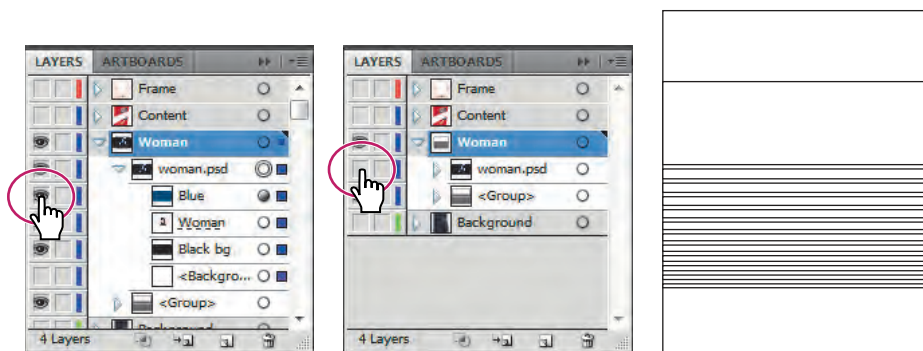 LAYERS ARTBOARDS
Frame
Content
Woman
woman.psd
Blue
Woman
Black bg
<Backgro...
<Group>
Background
4 Layers
LAYERS ARTBOARDS
Frame
Content
Woman
woman.psd
<Group>
Background
4 Layers